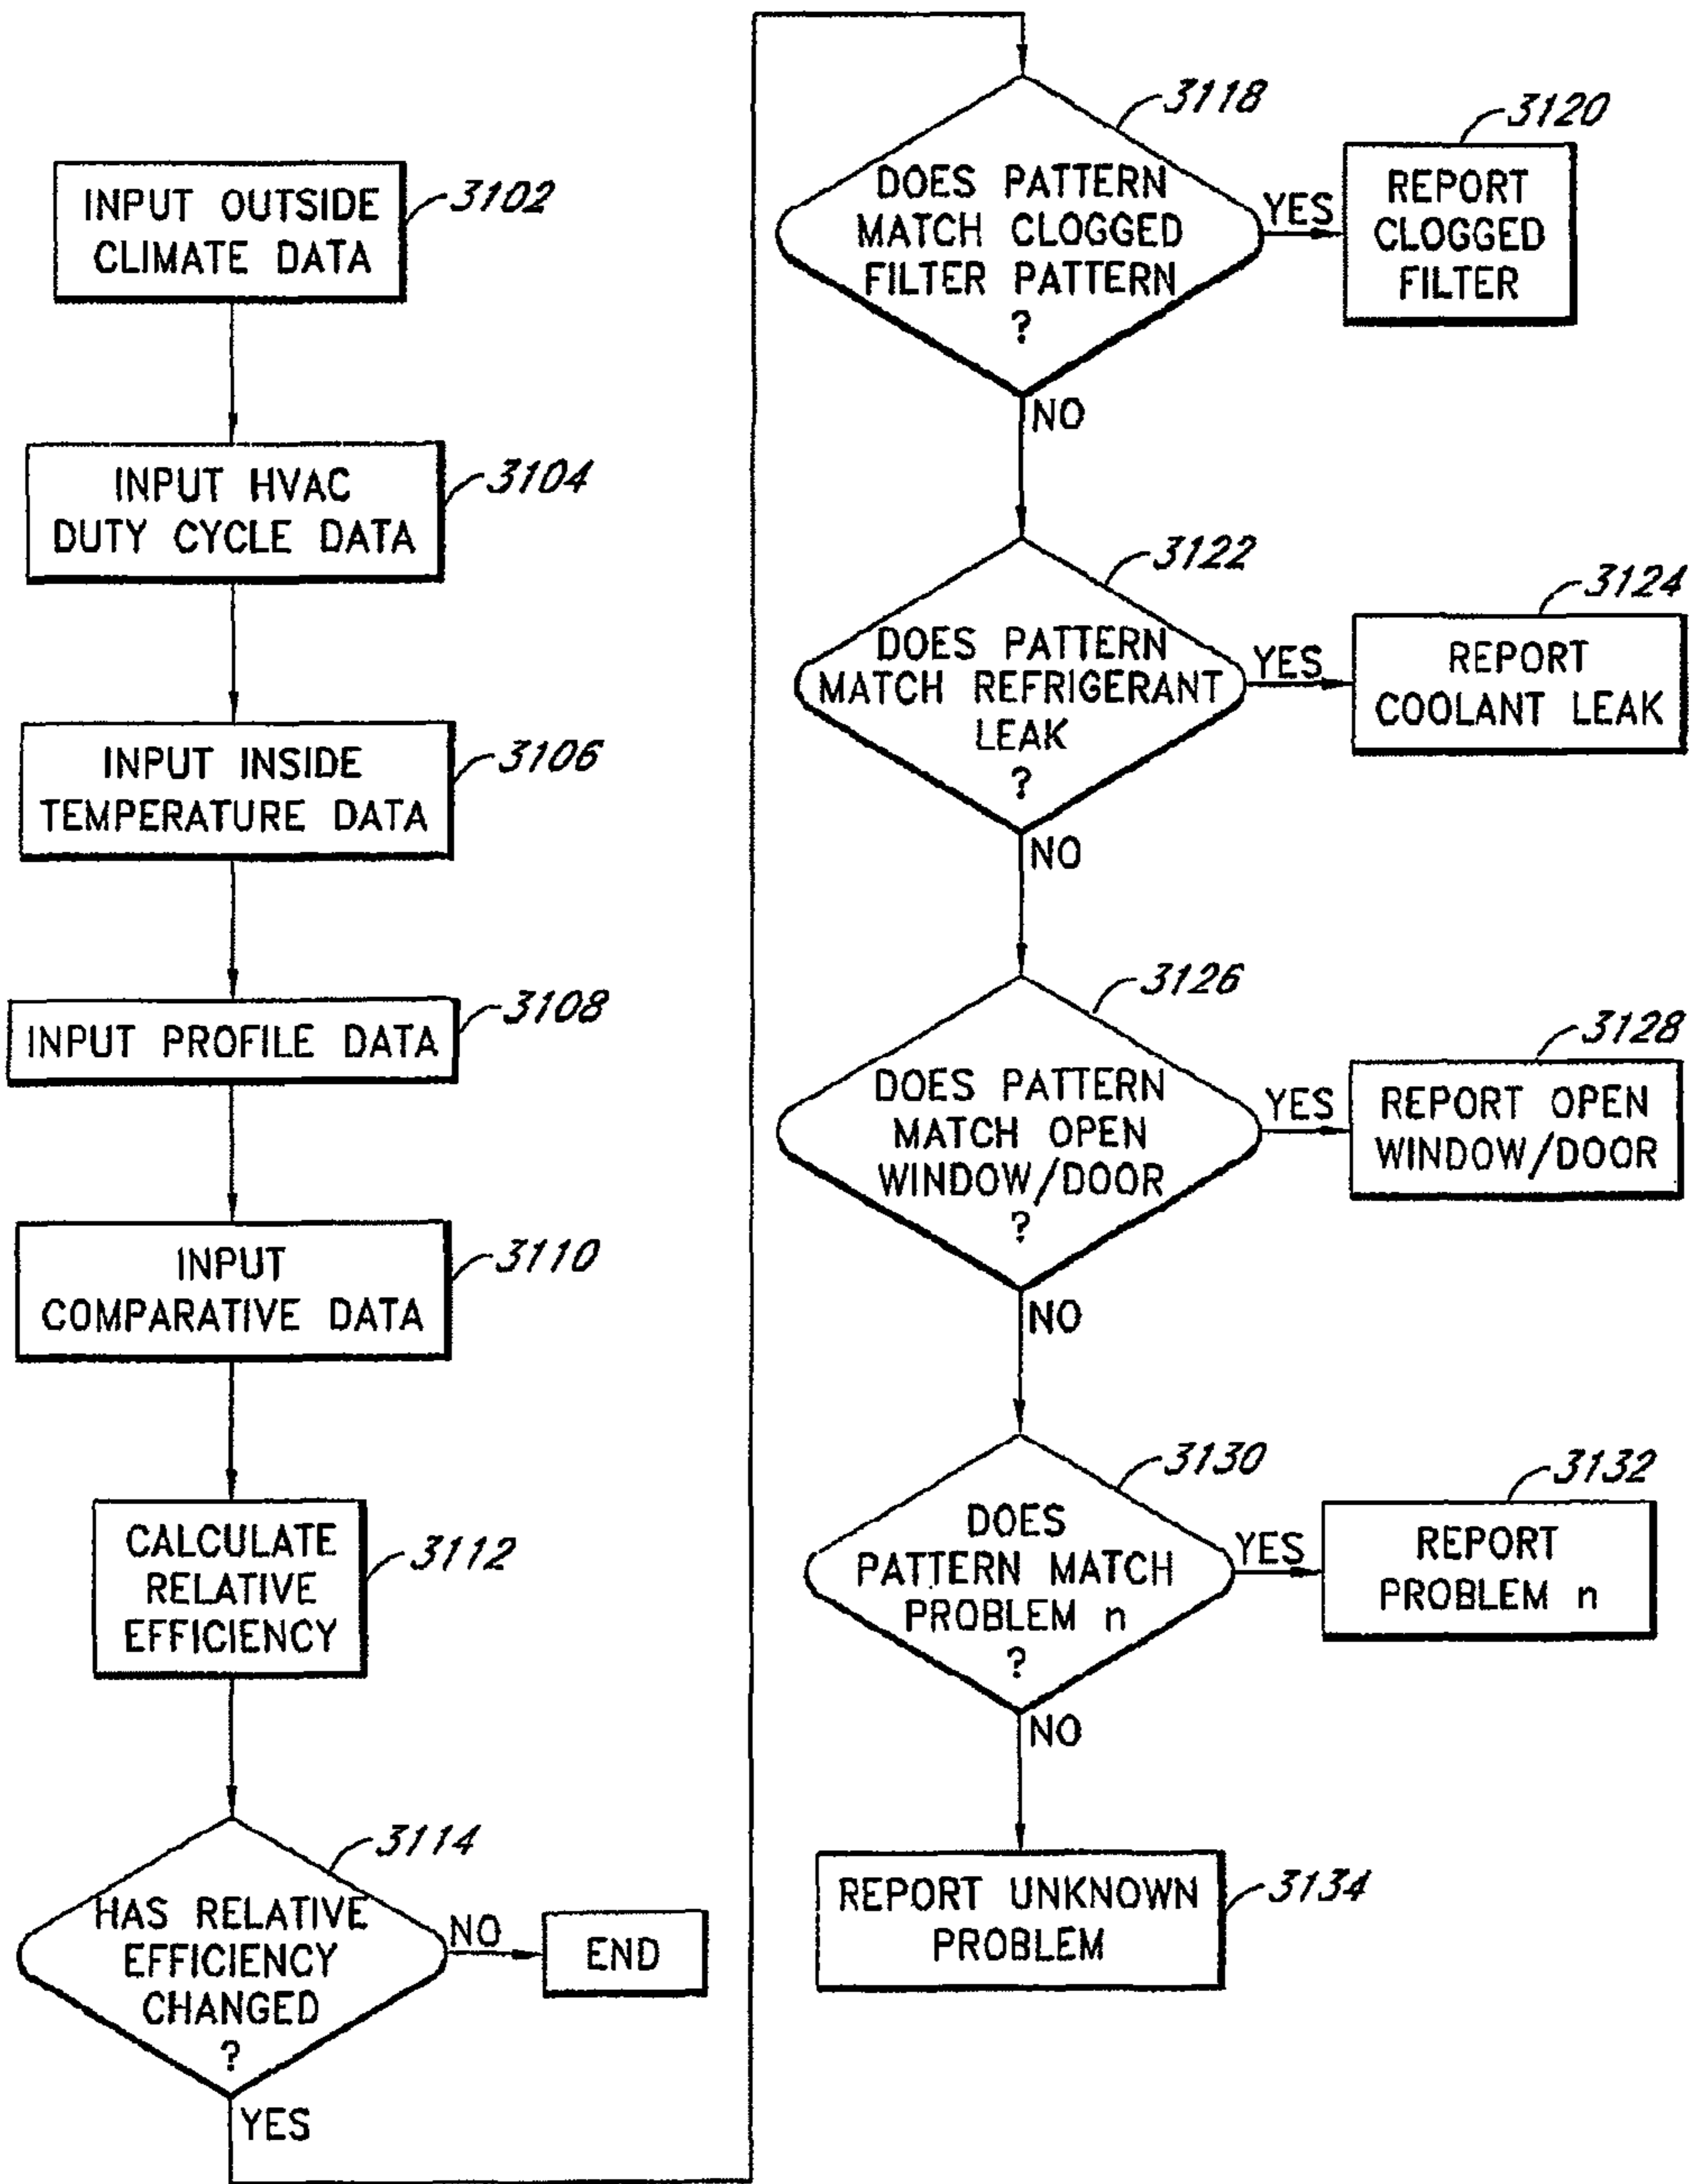 INPUT OUTSIDE
CLIMATE DATA
3102
INPUT HVAC
DUTY CYCLE DATA
3104
INPUT INSIDE
TEMPERATURE DATA
3106
INPUT PROFILE DATA
3108
INPUT
COMPARATIVE DATA
3110
CALCULATE
RELATIVE
EFFICIENCY
3112
HAS RELATIVE
EFFICIENCY
CHANGED
?
3114
NO
END
YES
DOES PATTERN
MATCH CLOGGED
FILTER PATTERN
?
3118
YES
REPORT
CLOGGED
FILTER
3120
NO
DOES PATTERN
MATCH REFRIGERANT
LEAK
?
3122
YES
REPORT
COOLANT LEAK
3124
NO
DOES PATTERN
MATCH OPEN
WINDOW/DOOR
?
3126
YES
REPORT OPEN
WINDOW/DOOR
3128
NO
DOES
PATTERN MATCH
PROBLEM n
?
3130
YES
REPORT
PROBLEM n
3132
NO
REPORT UNKNOWN
PROBLEM
3134